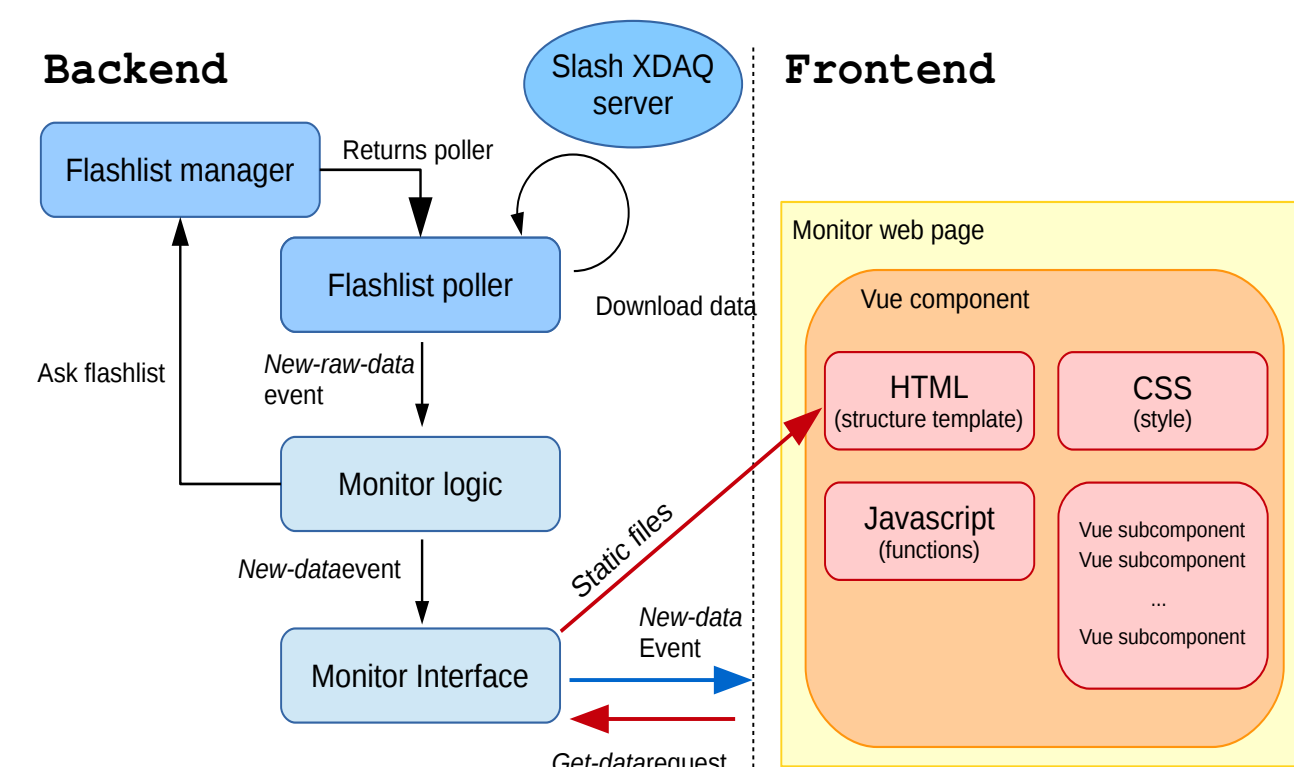 Backend
Slash XDAQ
server
Frontend
Flashlist manager
Returns poller
Flashlist poller
Download data
Ask flashlist
New-raw-data
event
Monitor logic
New-dataevent
Static files
Monitor Interface
New-data
Event
Get-datarequest
Monitor web page
Vue component
HTML
(structure template)
CSS
(style)
Javascript
(functions)
Vue subcomponent
Vue subcomponent
...
Vue subcomponent